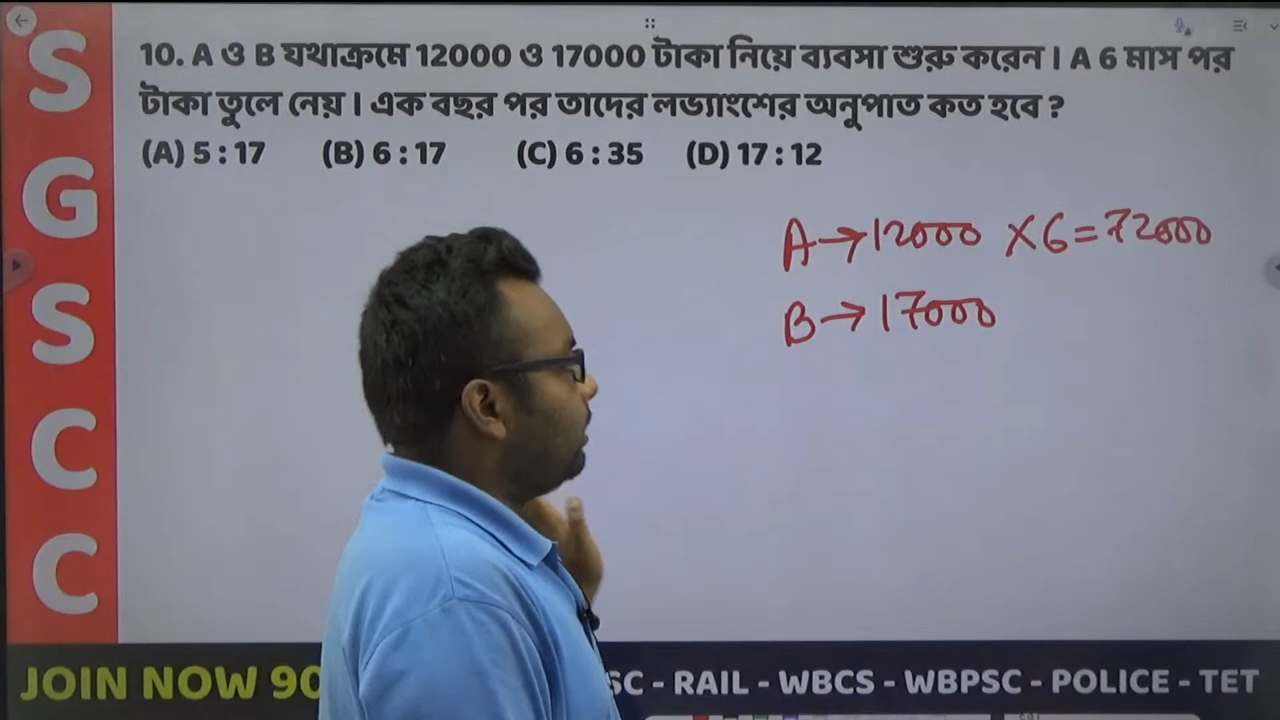 SGSCC
10. A ও B যথাক্রমে 12000 ও 17000 টাকা নিয়ে ব্যবসা শুরু করেন। A 6 মাস পর
টাকা তুলে নেয়। এক বছর পর তাদের লভ্যাংশের অনুপাত কত হবে ?
(A) 5 : 17 (B) 6 : 17 (C) 6 : 35 (D) 17 : 12
A→12000 ×6=72000
B→17000
JOIN NOW 90
SC - RAIL - WBCS - WBPSC - POLICE - TET